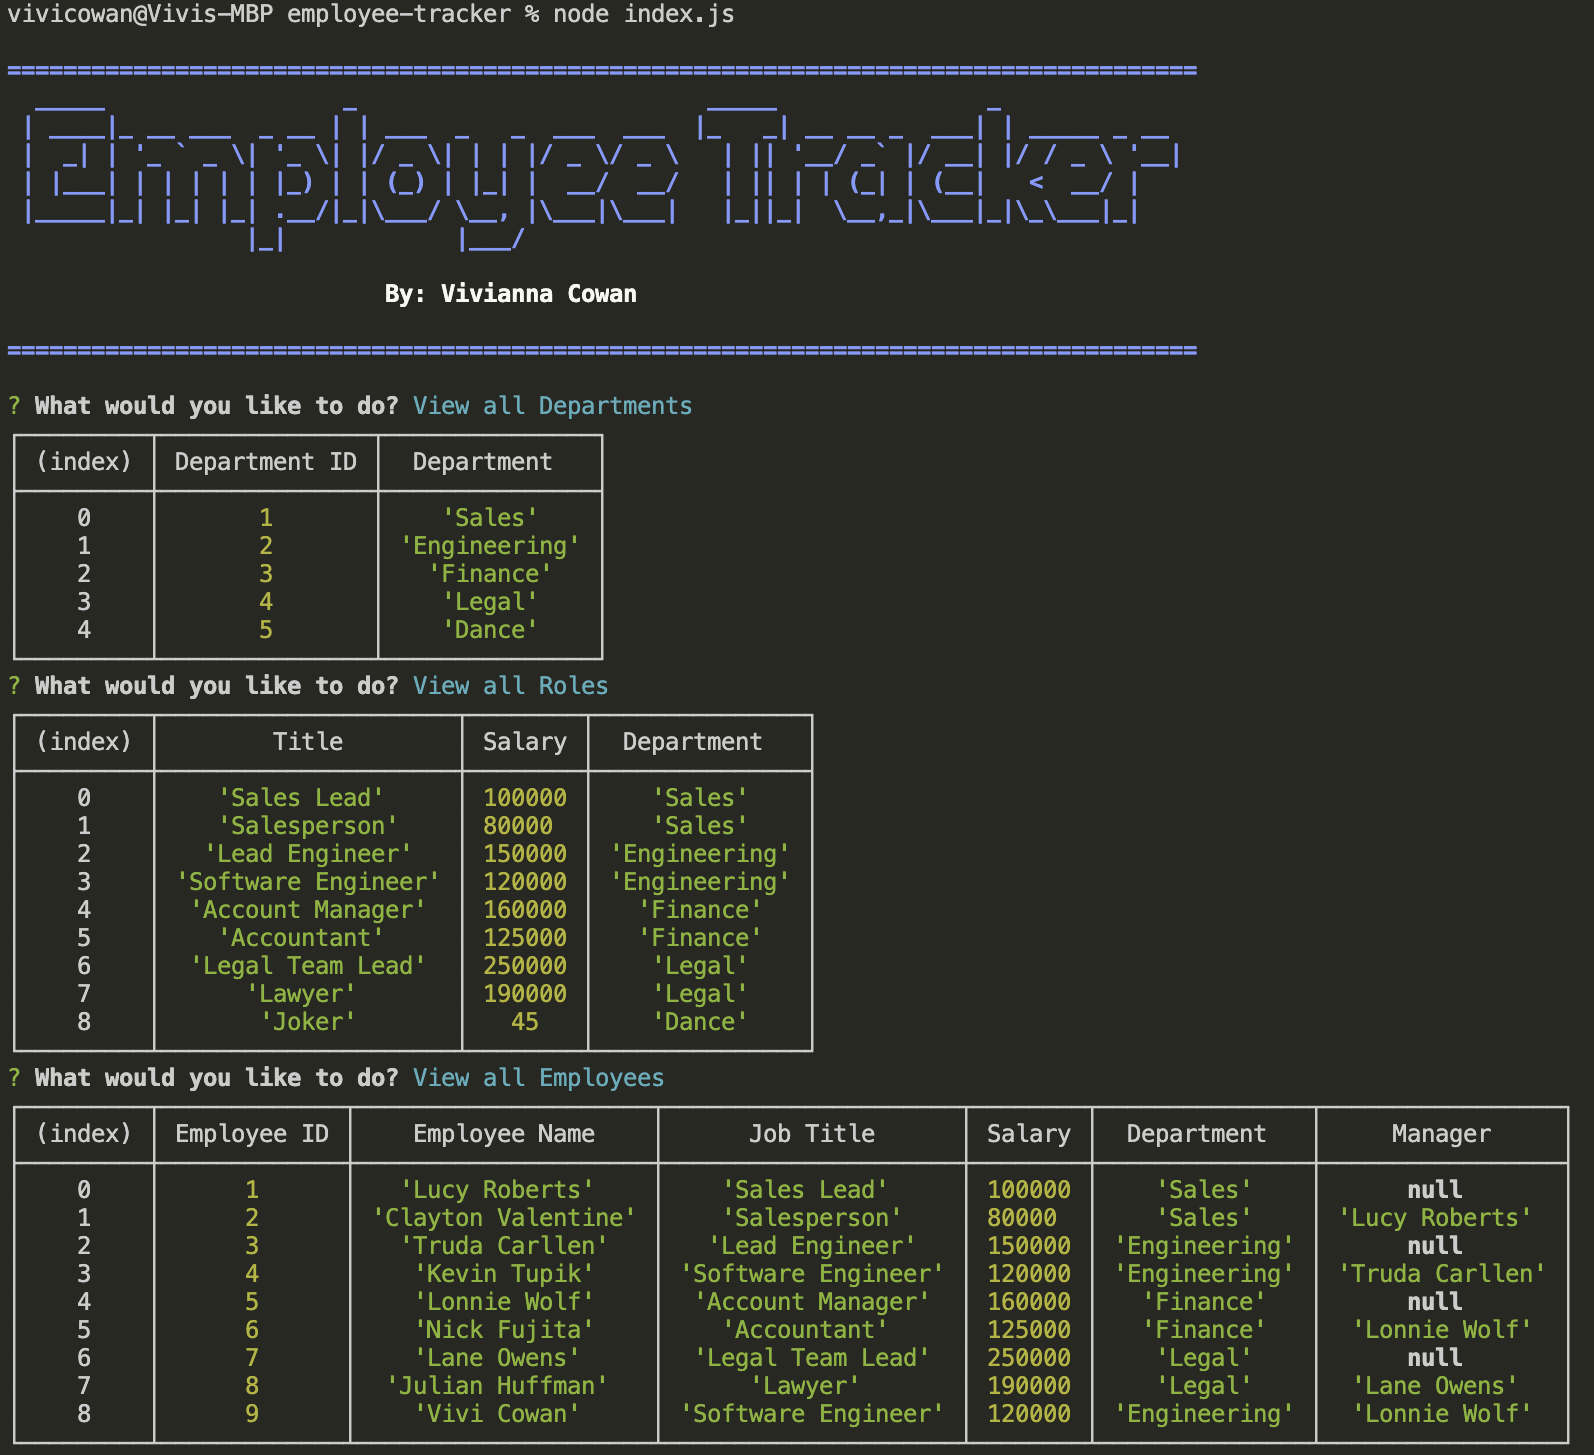 vivicowan@Vivis-MBP employee-tracker % node index.js
=====================================================================================
Employee Tracker
By: Vivianna Cowan
=====================================================================================
? What would you like to do? View all Departments
(index) Department ID Department
0 1 'Sales'
1 2 'Engineering'
2 3 'Finance'
3 4 'Legal'
4 5 'Dance'
? What would you like to do? View all Roles
(index) Title Salary Department
0 'Sales Lead' 100000 'Sales'
1 'Salesperson' 80000 'Sales'
2 'Lead Engineer' 150000 'Engineering'
3 'Software Engineer' 120000 'Engineering'
4 'Account Manager' 160000 'Finance'
5 'Accountant' 125000 'Finance'
6 'Legal Team Lead' 250000 'Legal'
7 'Lawyer' 190000 'Legal'
8 'Joker' 45 'Dance'
? What would you like to do? View all Employees
(index) Employee ID Employee Name Job Title Salary Department Manager
0 1 'Lucy Roberts' 'Sales Lead' 100000 'Sales' null
1 2 'Clayton Valentine' 'Salesperson' 80000 'Sales' 'Lucy Roberts'
2 3 'Truda Carllen' 'Lead Engineer' 150000 'Engineering' null
3 4 'Kevin Tupik' 'Software Engineer' 120000 'Engineering' 'Truda Carllen'
4 5 'Lonnie Wolf' 'Account Manager' 160000 'Finance' null
5 6 'Nick Fujita' 'Accountant' 125000 'Finance' 'Lonnie Wolf'
6 7 'Lane Owens' 'Legal Team Lead' 250000 'Legal' null
7 8 'Julian Huffman' 'Lawyer' 190000 'Legal' 'Lane Owens'
8 9 'Vivi Cowan' 'Software Engineer' 120000 'Engineering' 'Lonnie Wolf'